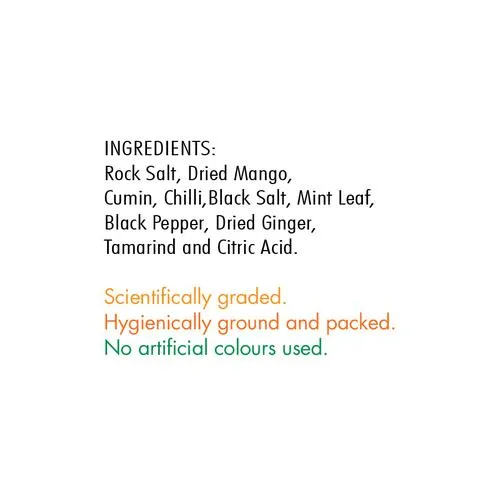 INGREDIENTS:
Rock Salt, Dried Mango,
Cumin, Chilli,Black Salt, Mint Leaf,
Black Pepper, Dried Ginger,
Tamarind and Citric Acid.
Scientifically graded.
Hygienically ground and packed.
No artificial colours used.